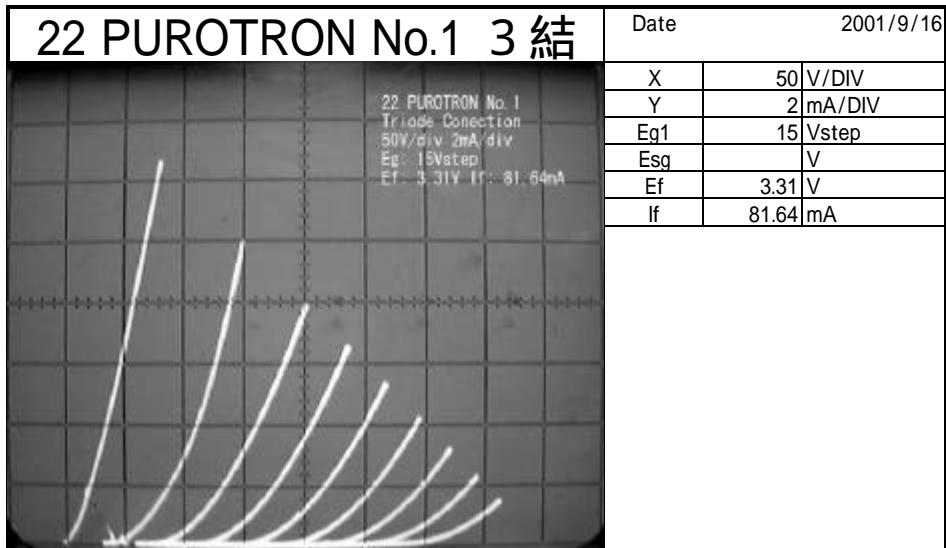 22 PUROTRON No.1 3結
Date 2001/9/16
X 50 V/DIV
Y 2 mA/DIV
Eg1 15 Vstep
Esg V
Ef 3.31 V
If 81.64 mA
22 PUROTRON No.1
Triode Conection
50V/div 2mA/div
Eg: 15Vstep
Ef: 3.31V If: 81.64mA